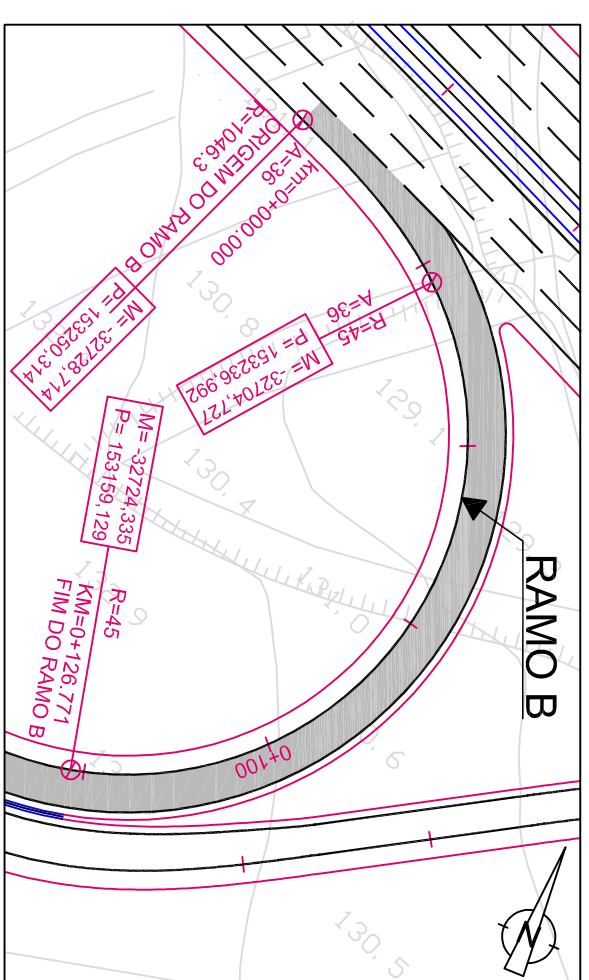 ORIGEM DO RAMO B
R=1046.3
km=0+000.000
A=36
M= -32728,714
P= 153250,314
130, 8
A=36
R=45
M= -32704,727
P= 153236,992
129, 1
130, 4
131, 0
M= -32724,335
P= 153159,129
R=45
KM=0+126.771
FIM DO RAMO B
0+100
RAMO B
130, 5
N